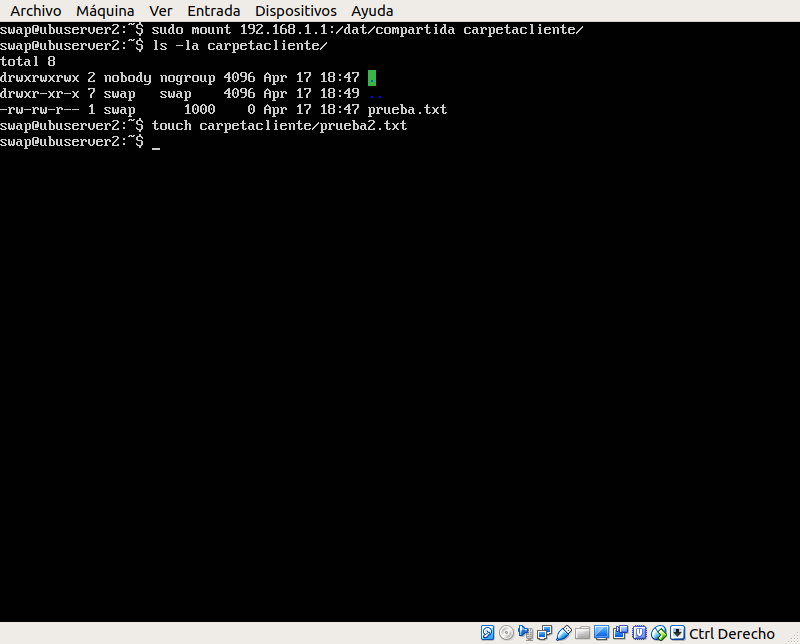 Archivo Máquina Ver Entrada Dispositivos Ayuda
swap@ubuserver2:~$ sudo mount 192.168.1.1:/dat/compartida carpetacliente/
swap@ubuserver2:~$ ls -la carpetacliente/
total 8
drwxrwxrwx 2 nobody nogroup 4096 Apr 17 18:47 .
drwxr-xr-x 7 swap   swap    4096 Apr 17 18:49 ..
-rw-rw-r-- 1 swap      1000    0 Apr 17 18:47 prueba.txt
swap@ubuserver2:~$ touch carpetacliente/prueba2.txt
swap@ubuserver2:~$ _
Ctrl Derecho